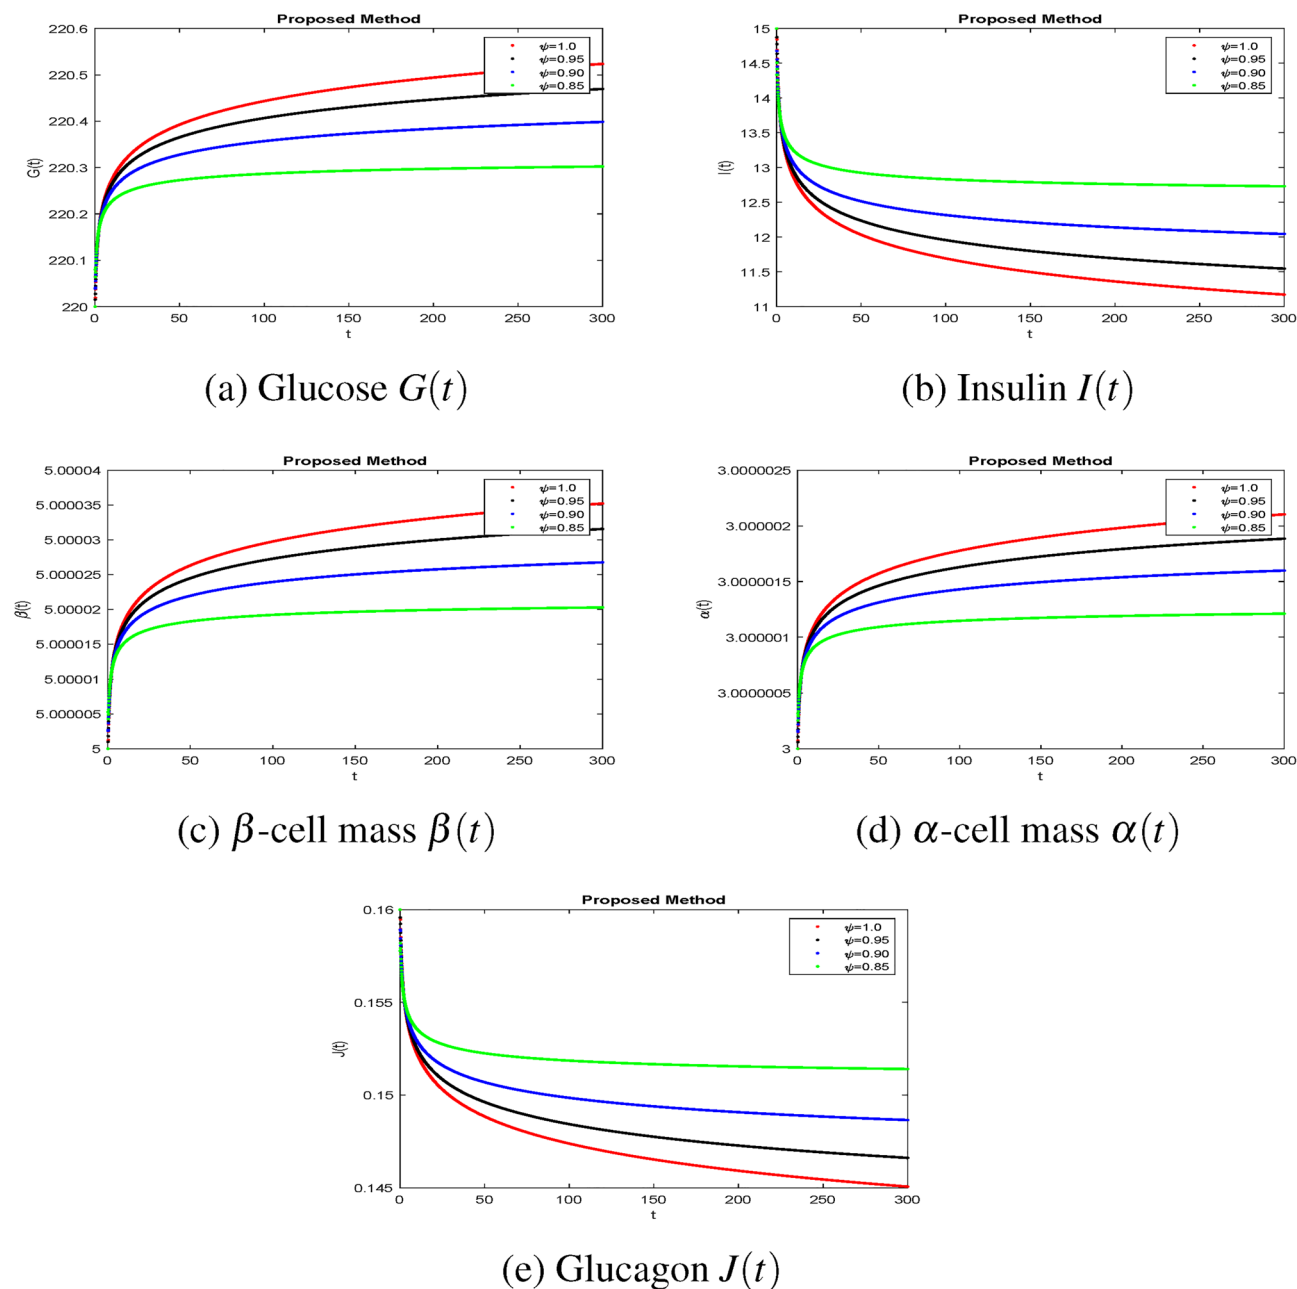 Proposed Method
220.6
220.5
220.4
220.3
220.2
220.1
220
G(t)
0 50 100 150 200 250 300
t
ψ=1.0
ψ=0.95
ψ=0.90
ψ=0.85
(a) Glucose G(t)
Proposed Method
15
14.5
14
13.5
13
12.5
12
11.5
11
I(t)
0 50 100 150 200 250 300
t
ψ=1.0
ψ=0.95
ψ=0.90
ψ=0.85
(b) Insulin I(t)
Proposed Method
5.00004
5.000035
5.00003
5.000025
5.00002
5.000015
5.00001
5.000005
5
β(t)
0 50 100 150 200 250 300
t
ψ=1.0
ψ=0.95
ψ=0.90
ψ=0.85
(c) β-cell mass β(t)
Proposed Method
3.0000025
3.000002
3.0000015
3.000001
3.0000005
3
α(t)
0 50 100 150 200 250 300
t
ψ=1.0
ψ=0.95
ψ=0.90
ψ=0.85
(d) α-cell mass α(t)
Proposed Method
0.16
0.155
0.15
0.145
J(t)
0 50 100 150 200 250 300
t
ψ=1.0
ψ=0.95
ψ=0.90
ψ=0.85
(e) Glucagon J(t)